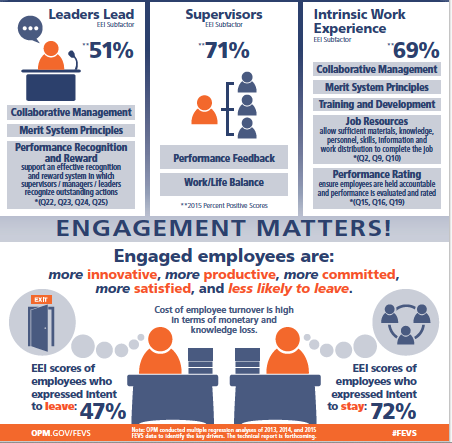 Leaders Lead
EEI Subfactor
**51%
Collaborative Management
Merit System Principles
Performance Recognition
and Reward
support an effective recognition
and reward system in which
supervisors / managers / leaders
recognize outstanding actions
*(Q22, Q23, Q24, Q25)
Supervisors
EEI Subfactor
**71%
Performance Feedback
Work/Life Balance
**2015 Percent Positive Scores
Intrinsic Work
Experience
EEI Subfactor
**69%
Collaborative Management
Merit System Principles
Training and Development
Job Resources
allow sufficient materials, knowledge,
personnel, skills, information and
work distribution to complete the job
*(Q2, Q9, Q10)
Performance Rating
ensure employees are held accountable
and performance is evaluated and rated
*(Q15, Q16, Q19)
ENGAGEMENT MATTERS!
Engaged employees are:
more innovative, more productive, more committed,
more satisfied, and less likely to leave.
EXIT
Cost of employee turnover is high
in terms of monetary and
knowledge loss.
EEI scores of
employees who
expressed intent
to leave: 47%
EEI scores of
employees who
expressed intent
to stay: 72%
OPM.GOV/FEVS
Note: OPM conducted multiple regression analyses of 2013, 2014, and 2015
FEVS data to identify the key drivers. The technical report is forthcoming.
#FEVS